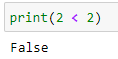 print(2 < 2)
False